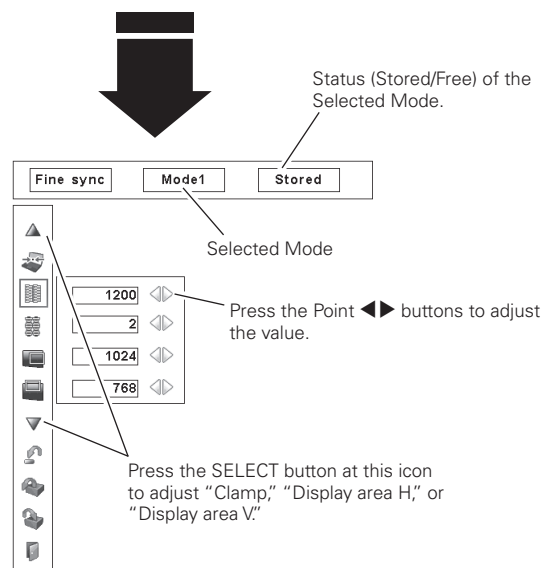 Status (Stored/Free) of the
Selected Mode.
Fine sync Mode1 Stored
Selected Mode
1200
2
1024
768
Press the Point ◀▶ buttons to adjust
the value.
Press the SELECT button at this icon
to adjust “Clamp,” “Display area H,” or
“Display area V.”